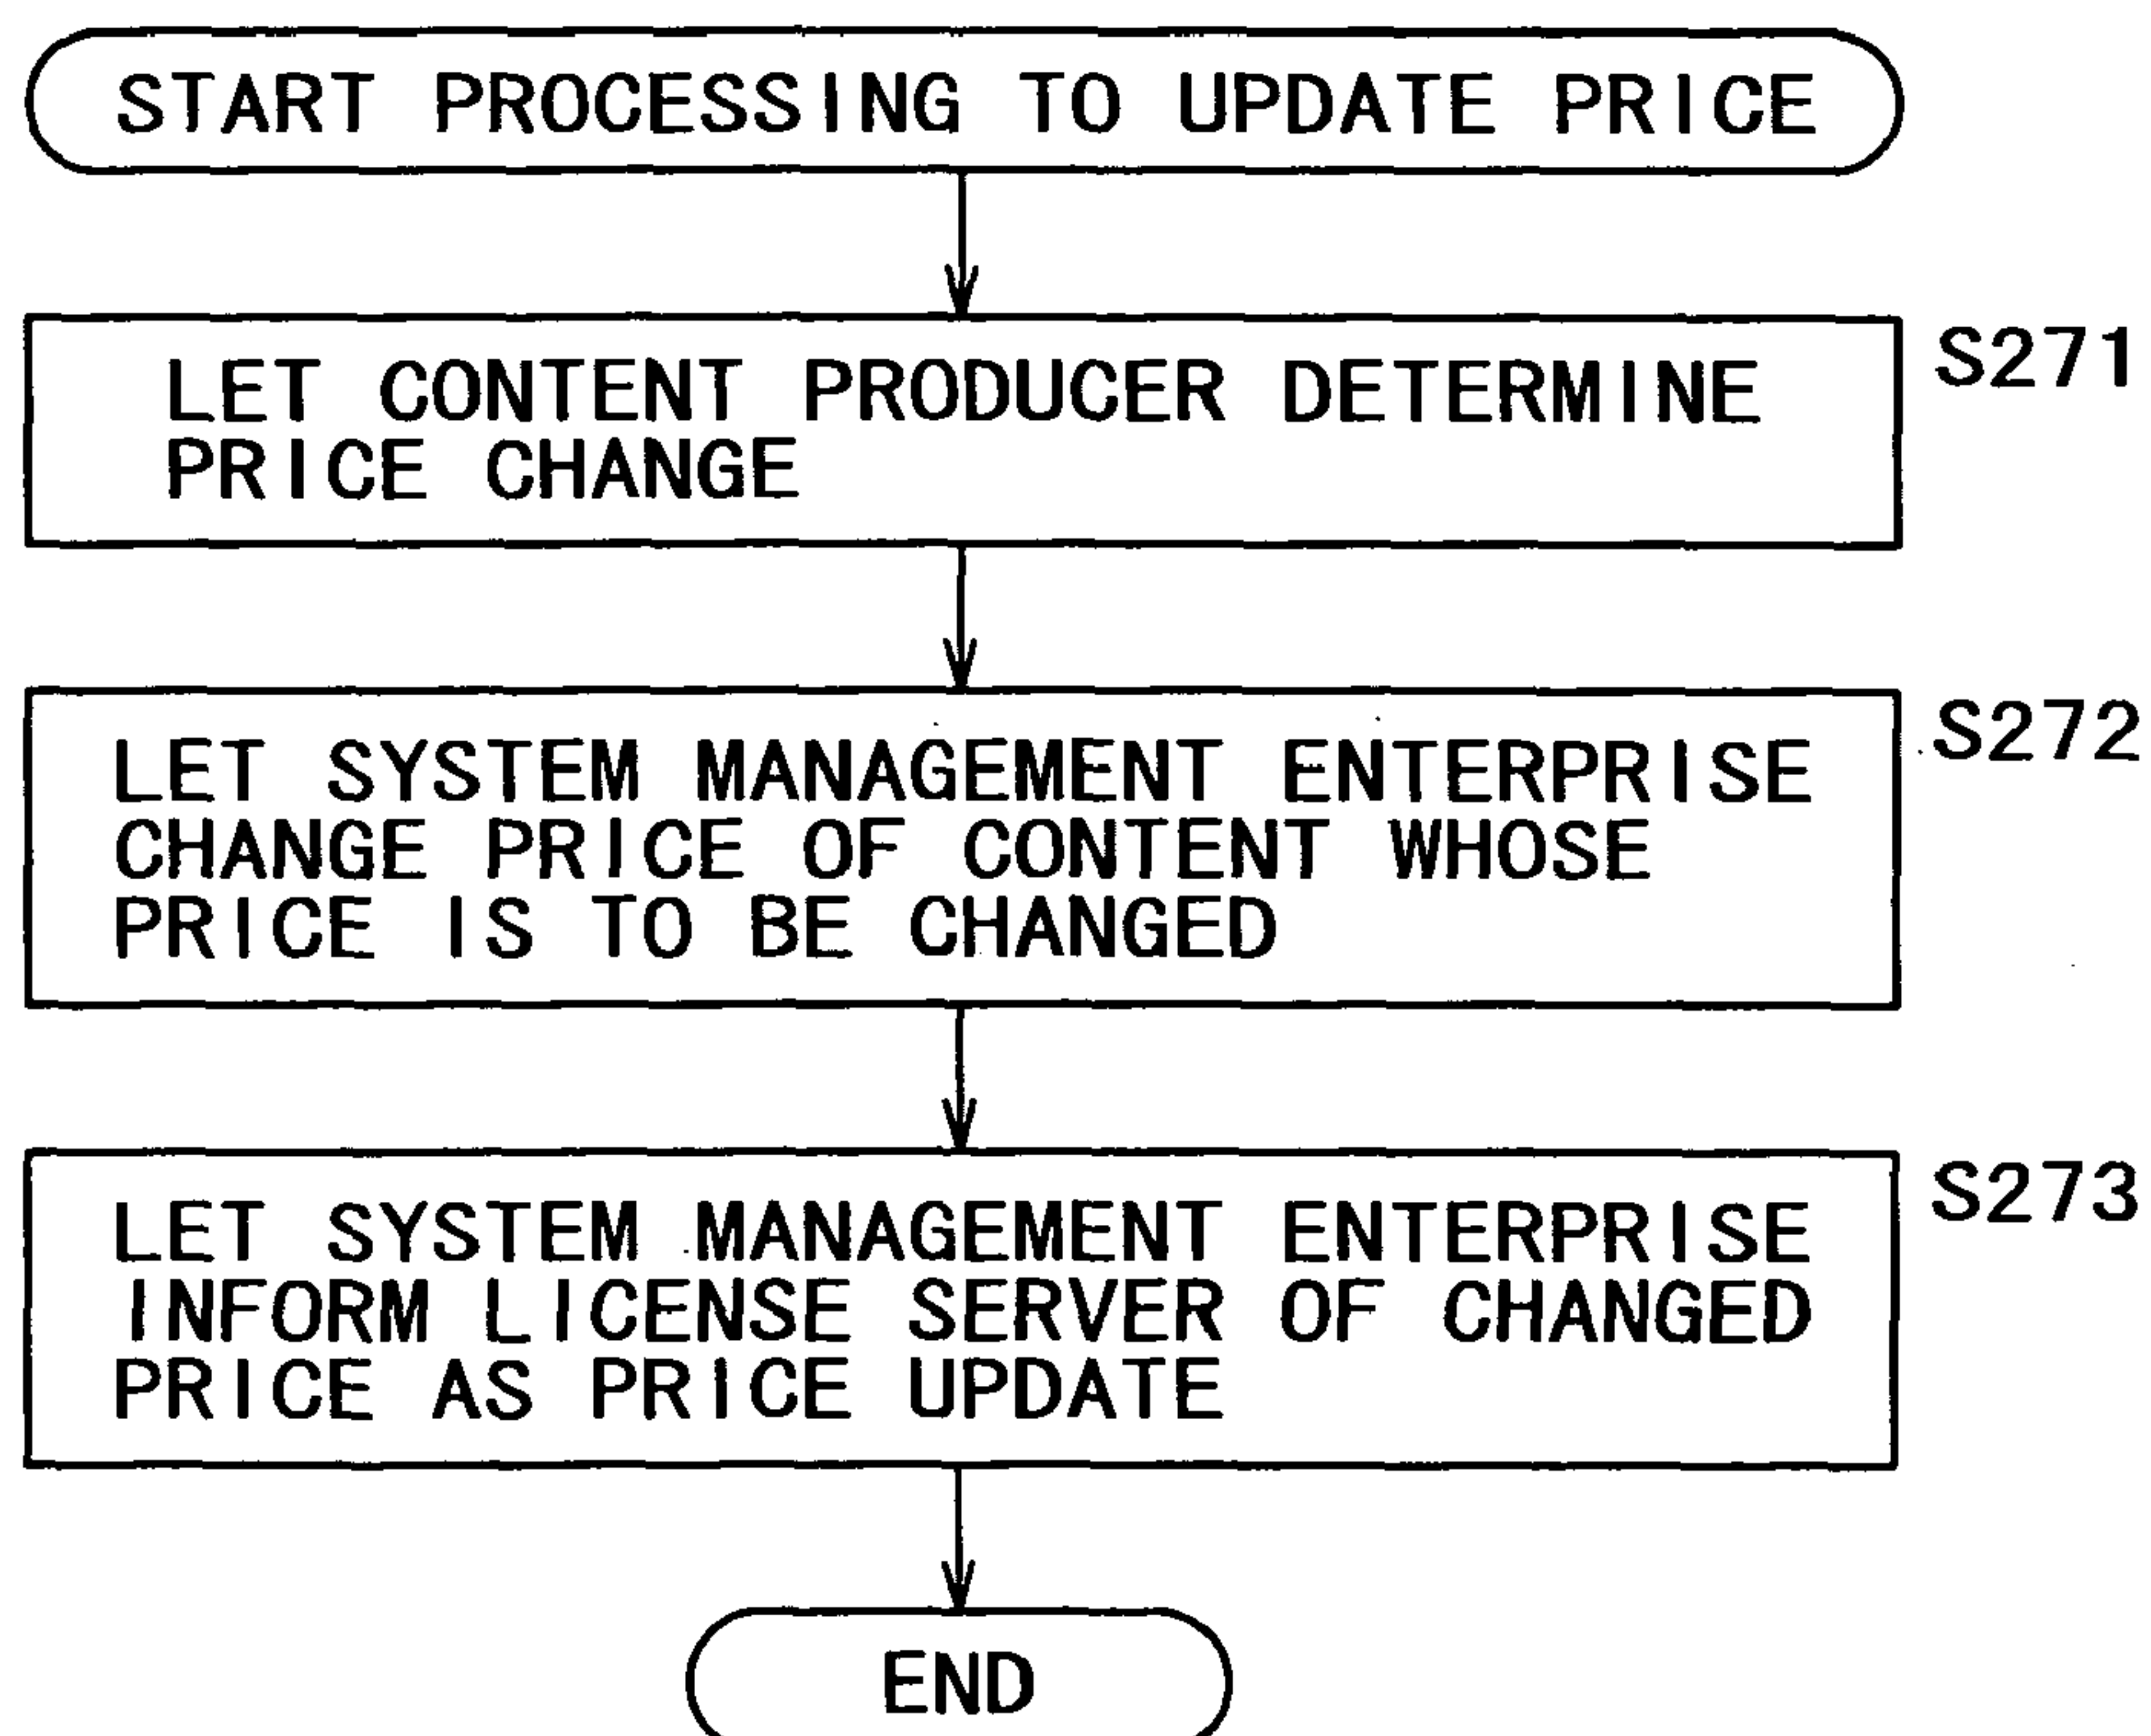 START PROCESSING TO UPDATE PRICE
LET CONTENT PRODUCER DETERMINE
PRICE CHANGE
S271
LET SYSTEM MANAGEMENT ENTERPRISE
CHANGE PRICE OF CONTENT WHOSE
PRICE IS TO BE CHANGED
S272
LET SYSTEM MANAGEMENT ENTERPRISE
INFORM LICENSE SERVER OF CHANGED
PRICE AS PRICE UPDATE
S273
END